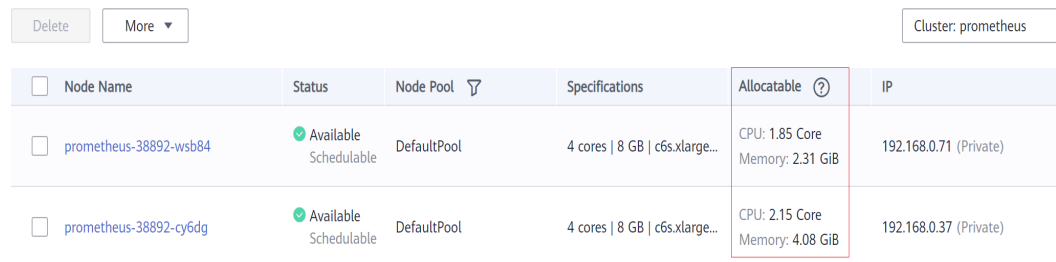 Delete More Cluster: prometheus
Node Name Status Node Pool Specifications Allocatable ? IP
prometheus-38892-wsb84 Available DefaultPool 4 cores | 8 GB | c6s.xlarge... CPU: 1.85 Core 192.168.0.71 (Private)
Schedulable Memory: 2.31 GiB
prometheus-38892-cy6dg Available DefaultPool 4 cores | 8 GB | c6s.xlarge... CPU: 2.15 Core 192.168.0.37 (Private)
Schedulable Memory: 4.08 GiB